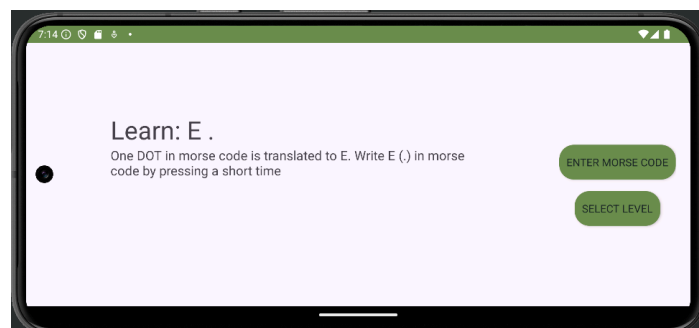 7:14
Learn: E .
One DOT in morse code is translated to E. Write E (.) in morse
code by pressing a short time
ENTER MORSE CODE
SELECT LEVEL